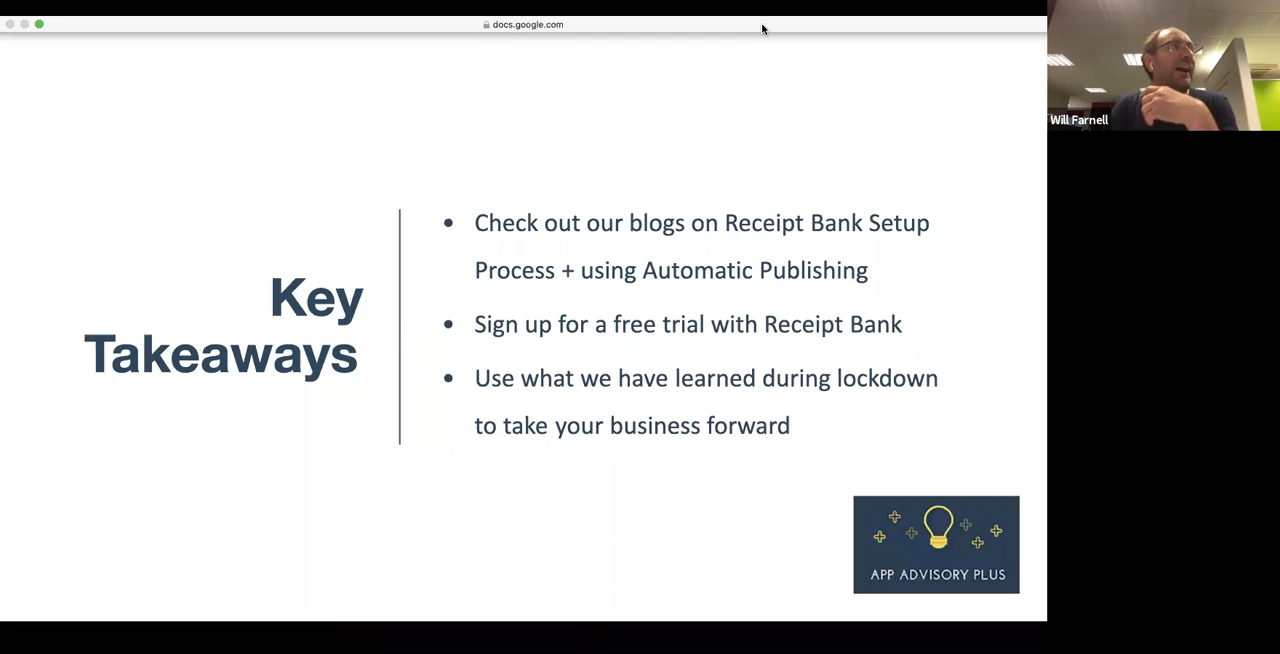 docs.google.com
Will Farnell
Key
Takeaways
• Check out our blogs on Receipt Bank Setup
Process + using Automatic Publishing
• Sign up for a free trial with Receipt Bank
• Use what we have learned during lockdown
to take your business forward
APP ADVISORY PLUS